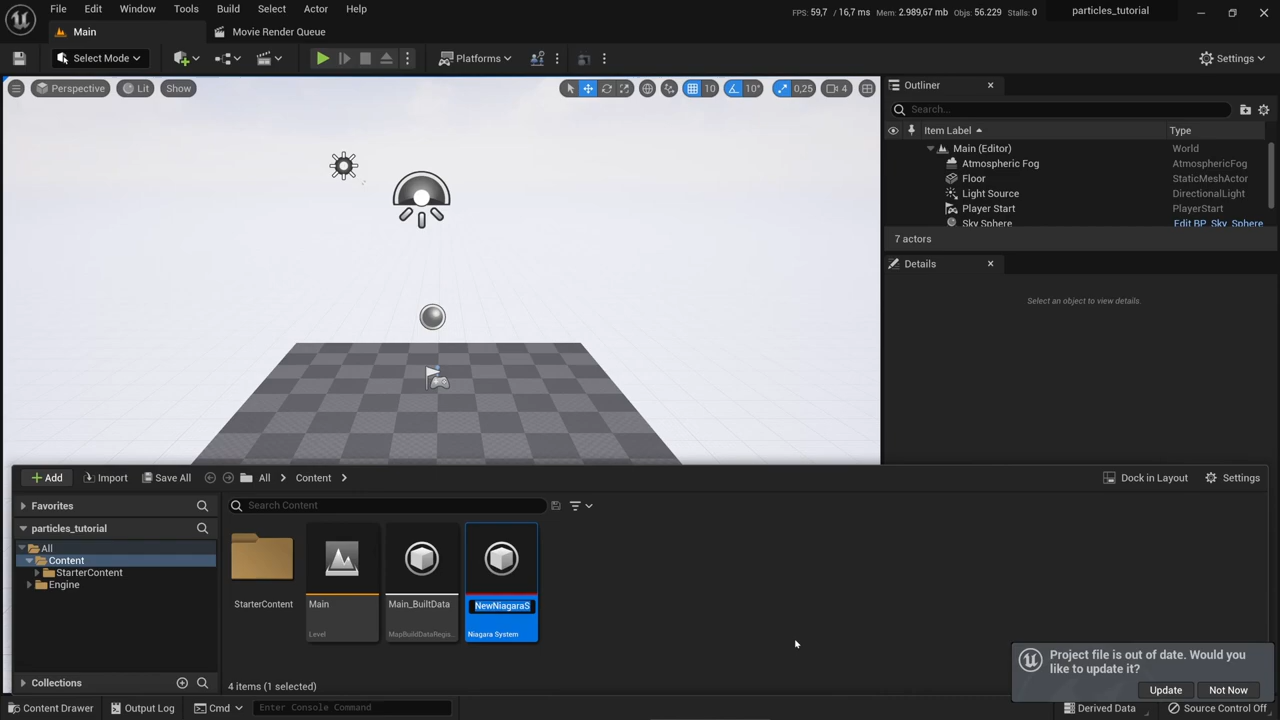 File Edit Window Tools Build Select Actor Help
FPS: 59,7 / 16,7 ms Mem: 2.989,67 mb Objs: 56.229 Stalls: 0
particles_tutorial
Main
Movie Render Queue
Select Mode
Platforms
Settings
Perspective
Lit
Show
10
10°
0,25
4
Outliner
Search...
Item Label
Type
Main (Editor) World
Atmospheric Fog AtmosphericFog
Floor StaticMeshActor
Light Source DirectionalLight
Player Start PlayerStart
Sky Sphere Edit BP_Sky_Sphere
7 actors
Details
Select an object to view details.
Add
Import
Save All
All
Content
Dock in Layout
Settings
Favorites
Search Content
particles_tutorial
All
Content
StarterContent
Engine
StarterContent
Main
Level
Main_BuiltData
MapBuildDataRegis...
NewNiagaraS
Niagara System
Collections
4 items (1 selected)
Project file is out of date. Would you
like to update it?
Update
Not Now
Content Drawer
Output Log
Cmd
Enter Console Command
Derived Data
Source Control Off